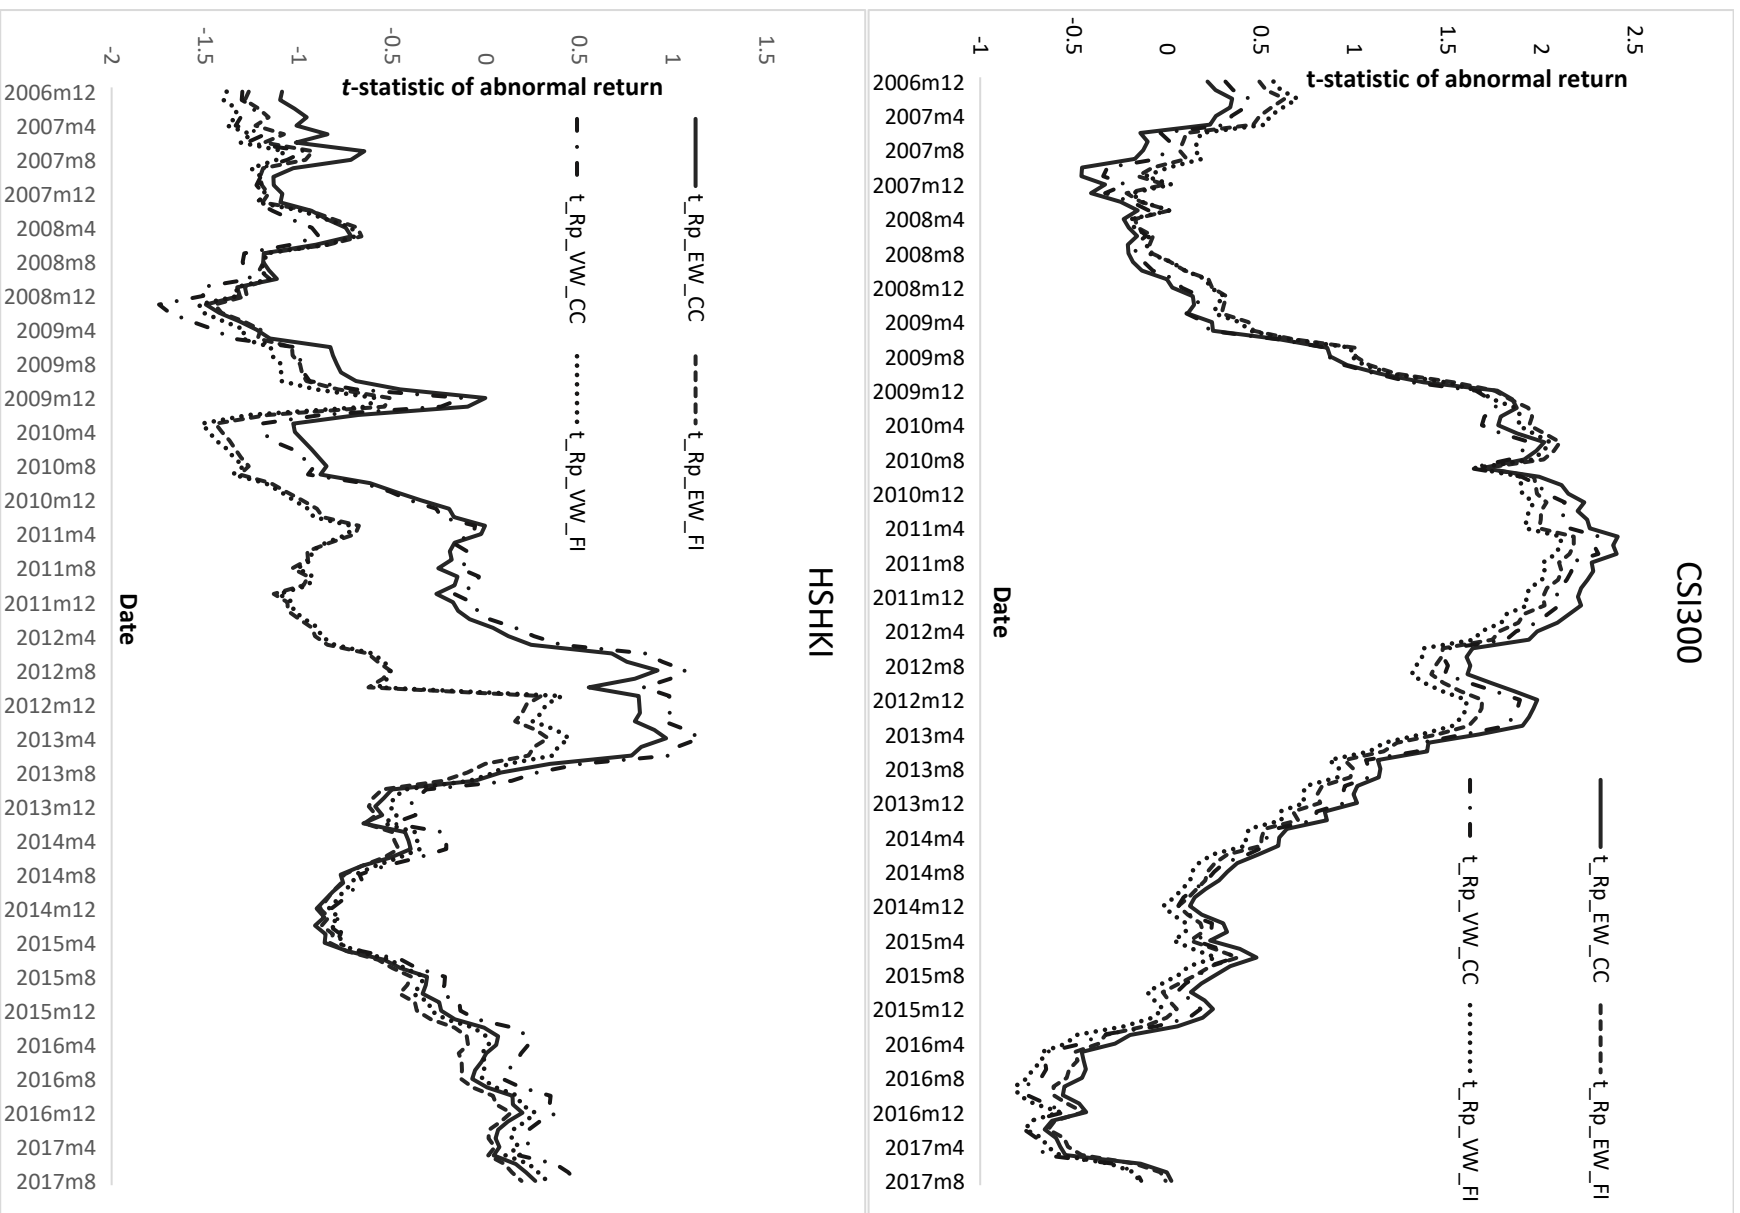 CSI300
t-statistic of abnormal return
2.5
2
1.5
1
0.5
0
-0.5
-1
2006m12
2007m4
2007m8
2007m12
2008m4
2008m8
2008m12
2009m4
2009m8
2009m12
2010m4
2010m8
2010m12
2011m4
2011m8
2011m12
2012m4
2012m8
2012m12
2013m4
2013m8
2013m12
2014m4
2014m8
2014m12
2015m4
2015m8
2015m12
2016m4
2016m8
2016m12
2017m4
2017m8
Date
t_Rp_EW_CC
t_Rp_EW_FI
t_Rp_VW_CC
t_Rp_VW_FI
HSHKI
t-statistic of abnormal return
1.5
1
0.5
0
-0.5
-1
-1.5
-2
2006m12
2007m4
2007m8
2007m12
2008m4
2008m8
2008m12
2009m4
2009m8
2009m12
2010m4
2010m8
2010m12
2011m4
2011m8
2011m12
2012m4
2012m8
2012m12
2013m4
2013m8
2013m12
2014m4
2014m8
2014m12
2015m4
2015m8
2015m12
2016m4
2016m8
2016m12
2017m4
2017m8
Date
t_Rp_EW_CC
t_Rp_EW_FI
t_Rp_VW_CC
t_Rp_VW_FI